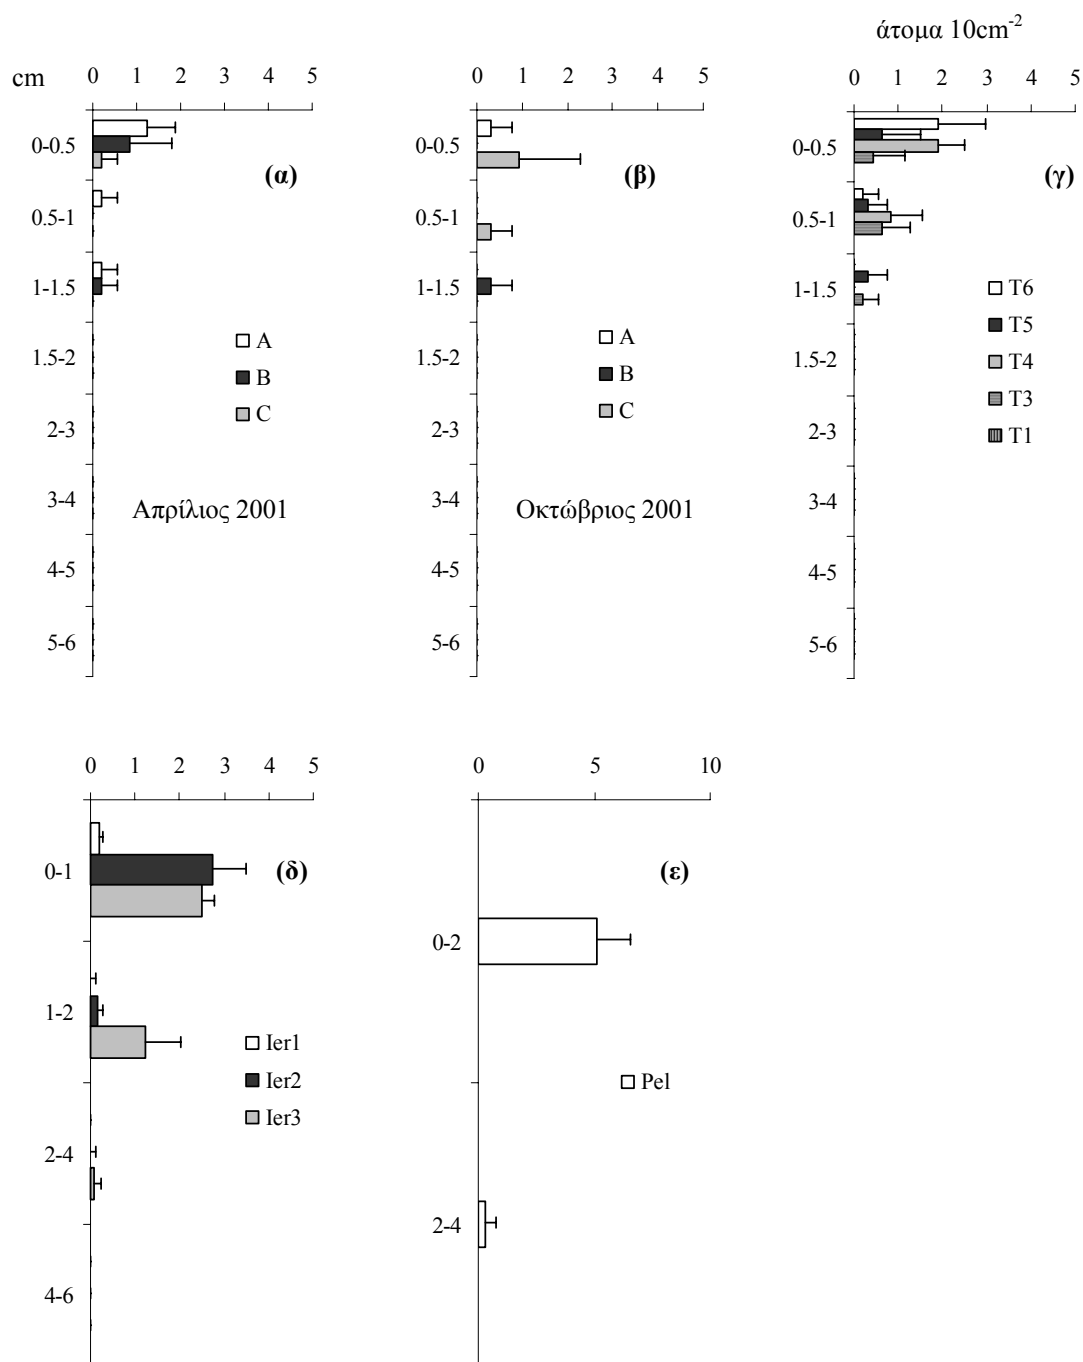 άτομα 10cm-2
cm 0 1 2 3 4 5
0 1 2 3 4 5
0 1 2 3 4 5
0-0.5
0.5-1
1-1.5
1.5-2
2-3
3-4
4-5
5-6
(α)
A
B
C
Απρίλιος 2001
0-0.5
0.5-1
1-1.5
1.5-2
2-3
3-4
4-5
5-6
(β)
A
B
C
Οκτώβριος 2001
0-0.5
0.5-1
1-1.5
1.5-2
2-3
3-4
4-5
5-6
(γ)
T6
T5
T4
T3
T1
0 1 2 3 4 5
0-1
1-2
2-4
4-6
(δ)
Ier1
Ier2
Ier3
0 5 10
0-2
2-4
(ε)
Pel